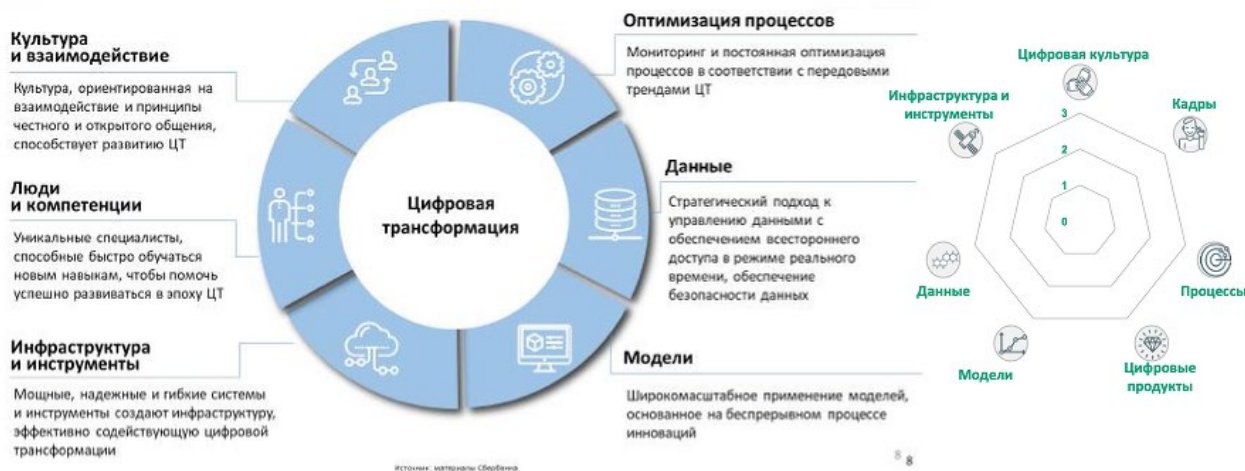 Культура
и взаимодействие
Культура, ориентированная на
взаимодействие и принципы
честного и открытого общения,
способствует развитию ЦТ
Люди
и компетенции
Уникальные специалисты,
способные быстро обучаться
новым навыкам, чтобы помочь
успешно развиваться в эпоху ЦТ
Инфраструктура
и инструменты
Мощные, надежные и гибкие системы
и инструменты создают инфраструктуру,
эффективно содействующую цифровой
трансформации
Цифровая
трансформация
Оптимизация процессов
Мониторинг и постоянная оптимизация
процессов в соответствии с передовыми
трендами ЦТ
Данные
Стратегический подход к
управлению данными с
обеспечением всестороннего
доступа в режиме реального
времени, обеспечение
безопасности данных
Модели
Широкомасштабное применение моделей,
основанное на беспрерывном процессе
инноваций
Источник: материалы Сбербанка
8 8
Цифровая культура
Инфраструктура и
инструменты
Кадры
3
2
1
0
Данные
Процессы
Модели
Цифровые
продукты